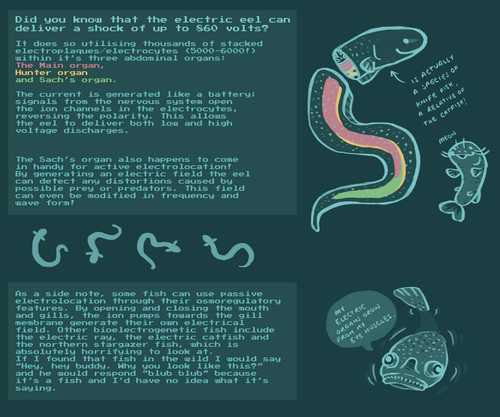 Did you know that the electric eel can
deliver a shock of up to 860 volts?
It does so utilising thousands of stacked
electroplaques/electrocytes (5000-6000!)
within it's three abdominal organs:
The Main organ,
Hunter organ
and Sach's organ.
The current is generated like a battery:
signals from the nervous system open
the ion channels in the electrocytes,
reversing the polarity. This allows
the eel to deliver both low and high
voltage discharges.
The Sach's organ also happens to come
in handy for active electrolocation!
By generating an electric field the eel
can detect any distortions caused by
possible prey or predators. This field
can even be modified in frequency and
wave form!
IS ACTUALLY
A SPECIES OF
KNIFE FISH,
A RELATIVE OF
THE CATFISH!
MEOW
As a side note, some fish can use passive
electrolocation through their osmoregulatory
features. By opening and closing the mouth
and gills, the ion pumps towards the gill
membrane generate their own electrical
field. Other bioelectrogenetic fish include
the electric ray, the electric catfish and
the northern stargazer fish, which is
absolutely horrifying to look at.
If I found that fish in the wild I would say
"Hey, hey buddy. Why you look like this?"
and he would respond "blub blub" because
it's a fish and I'd have no idea what it's
saying.
MY
ELECTRIC
ORGANS GROW
FROM MY
EYE MUSCLES!